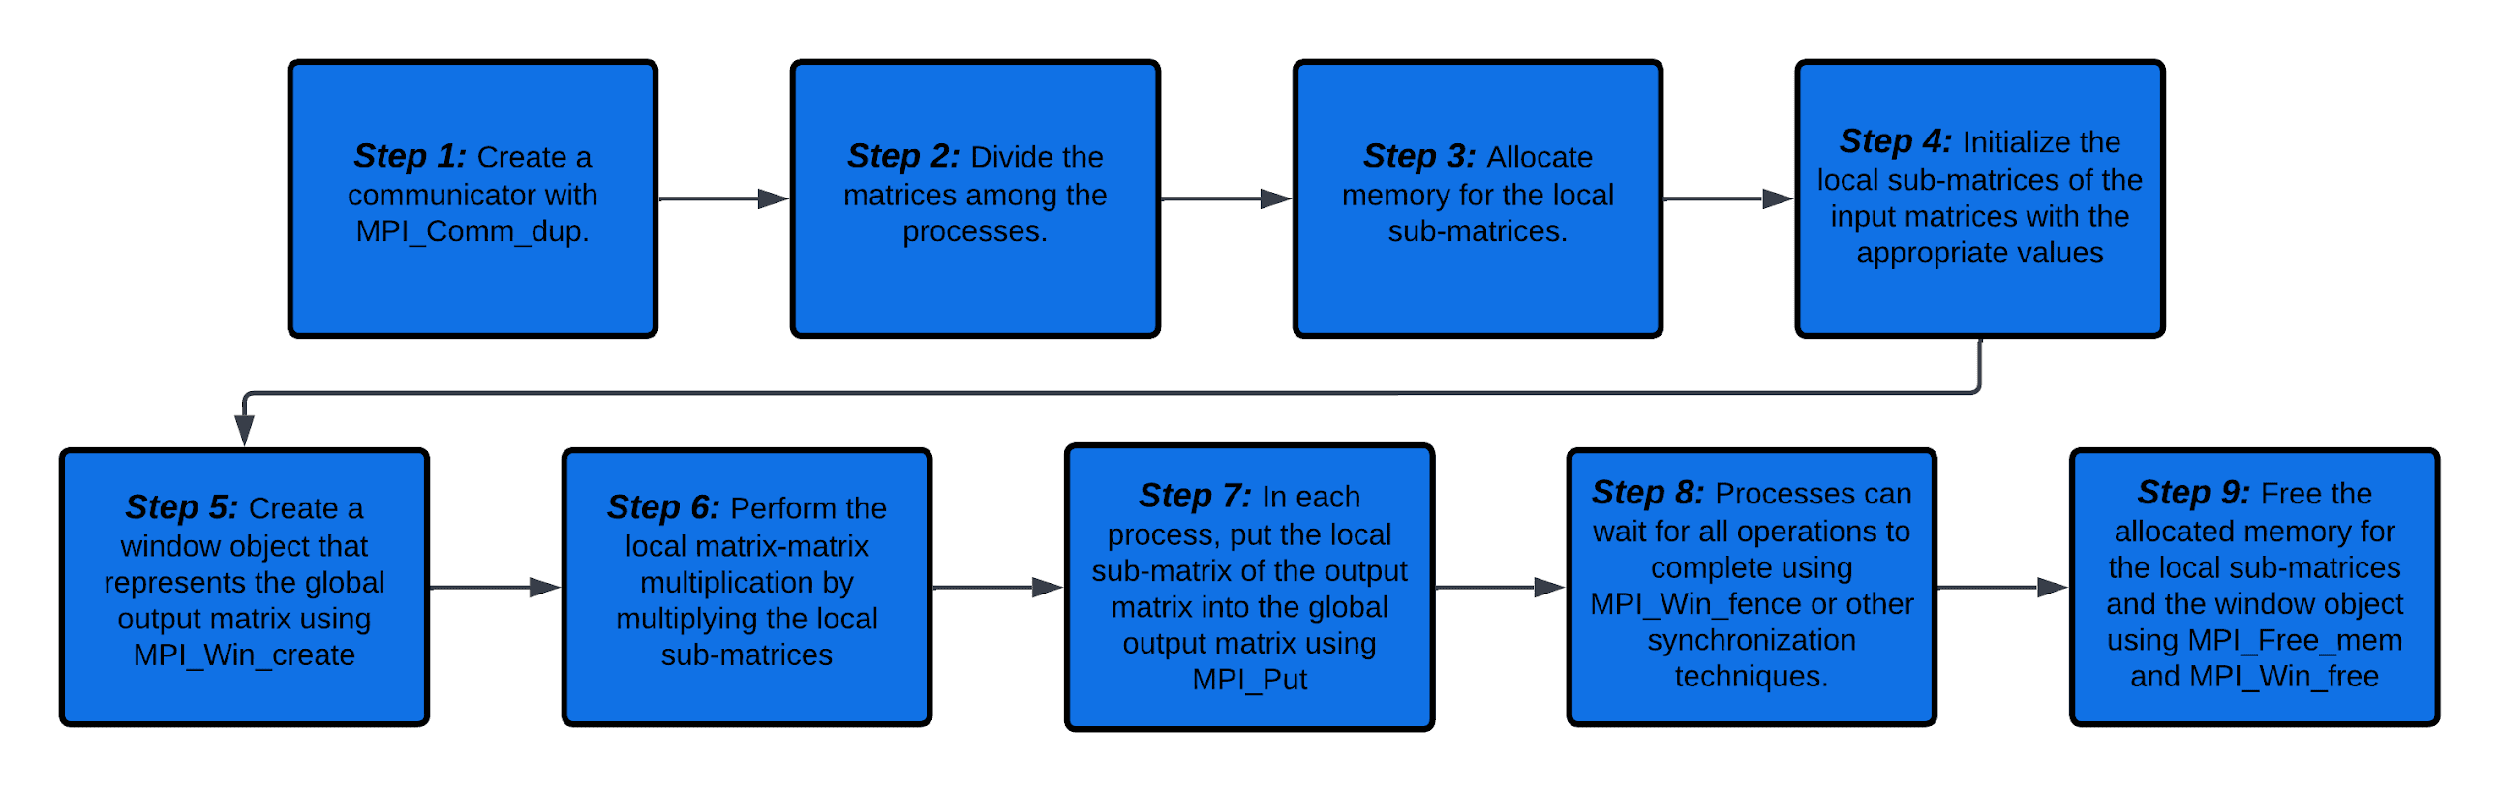 Step 1: Create a
communicator with
MPI_Comm_dup.
Step 2: Divide the
matrices among the
processes.
Step 3: Allocate
memory for the local
sub-matrices.
Step 4: Initialize the
local sub-matrices of the
input matrices with the
appropriate values
Step 5: Create a
window object that
represents the global
output matrix using
MPI_Win_create
Step 6: Perform the
local matrix-matrix
multiplication by
multiplying the local
sub-matrices
Step 7: In each
process, put the local
sub-matrix of the output
matrix into the global
output matrix using
MPI_Put
Step 8: Processes can
wait for all operations to
complete using
MPI_Win_fence or other
synchronization
techniques.
Step 9: Free the
allocated memory for
the local sub-matrices
and the window object
using MPI_Free_mem
and MPI_Win_free